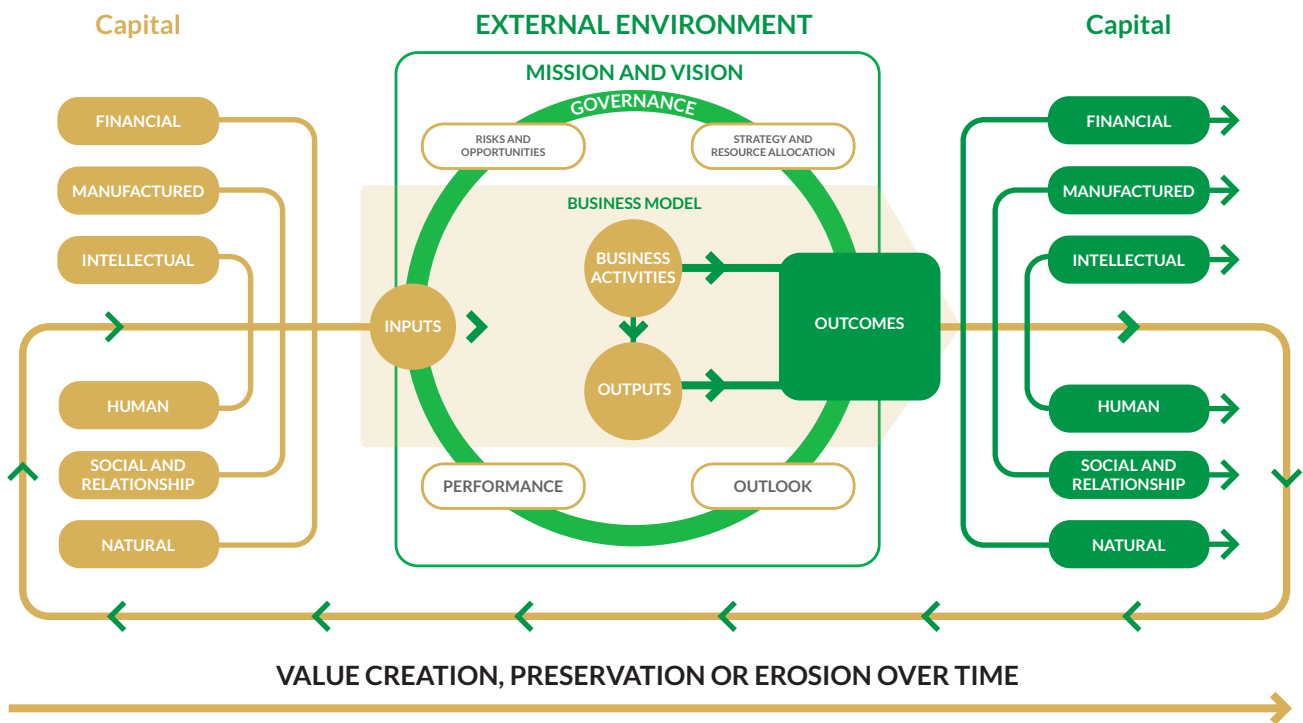 Capital
EXTERNAL ENVIRONMENT
Capital
MISSION AND VISION
GOVERNANCE
FINANCIAL
MANUFACTURED
INTELLECTUAL
HUMAN
SOCIAL AND
RELATIONSHIP
NATURAL
RISKS AND
OPPORTUNITIES
STRATEGY AND
RESOURCE ALLOCATION
BUSINESS MODEL
INPUTS
BUSINESS
ACTIVITIES
OUTPUTS
OUTCOMES
PERFORMANCE
OUTLOOK
FINANCIAL
MANUFACTURED
INTELLECTUAL
HUMAN
SOCIAL AND
RELATIONSHIP
NATURAL
VALUE CREATION, PRESERVATION OR EROSION OVER TIME